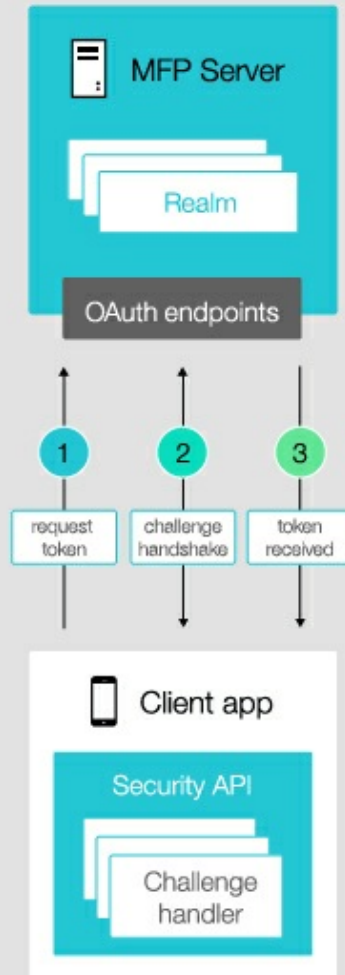 MFP Server
Realm
OAuth endpoints
1
2
3
request
token
challenge
handshake
token
received
Client app
Security API
Challenge
handler